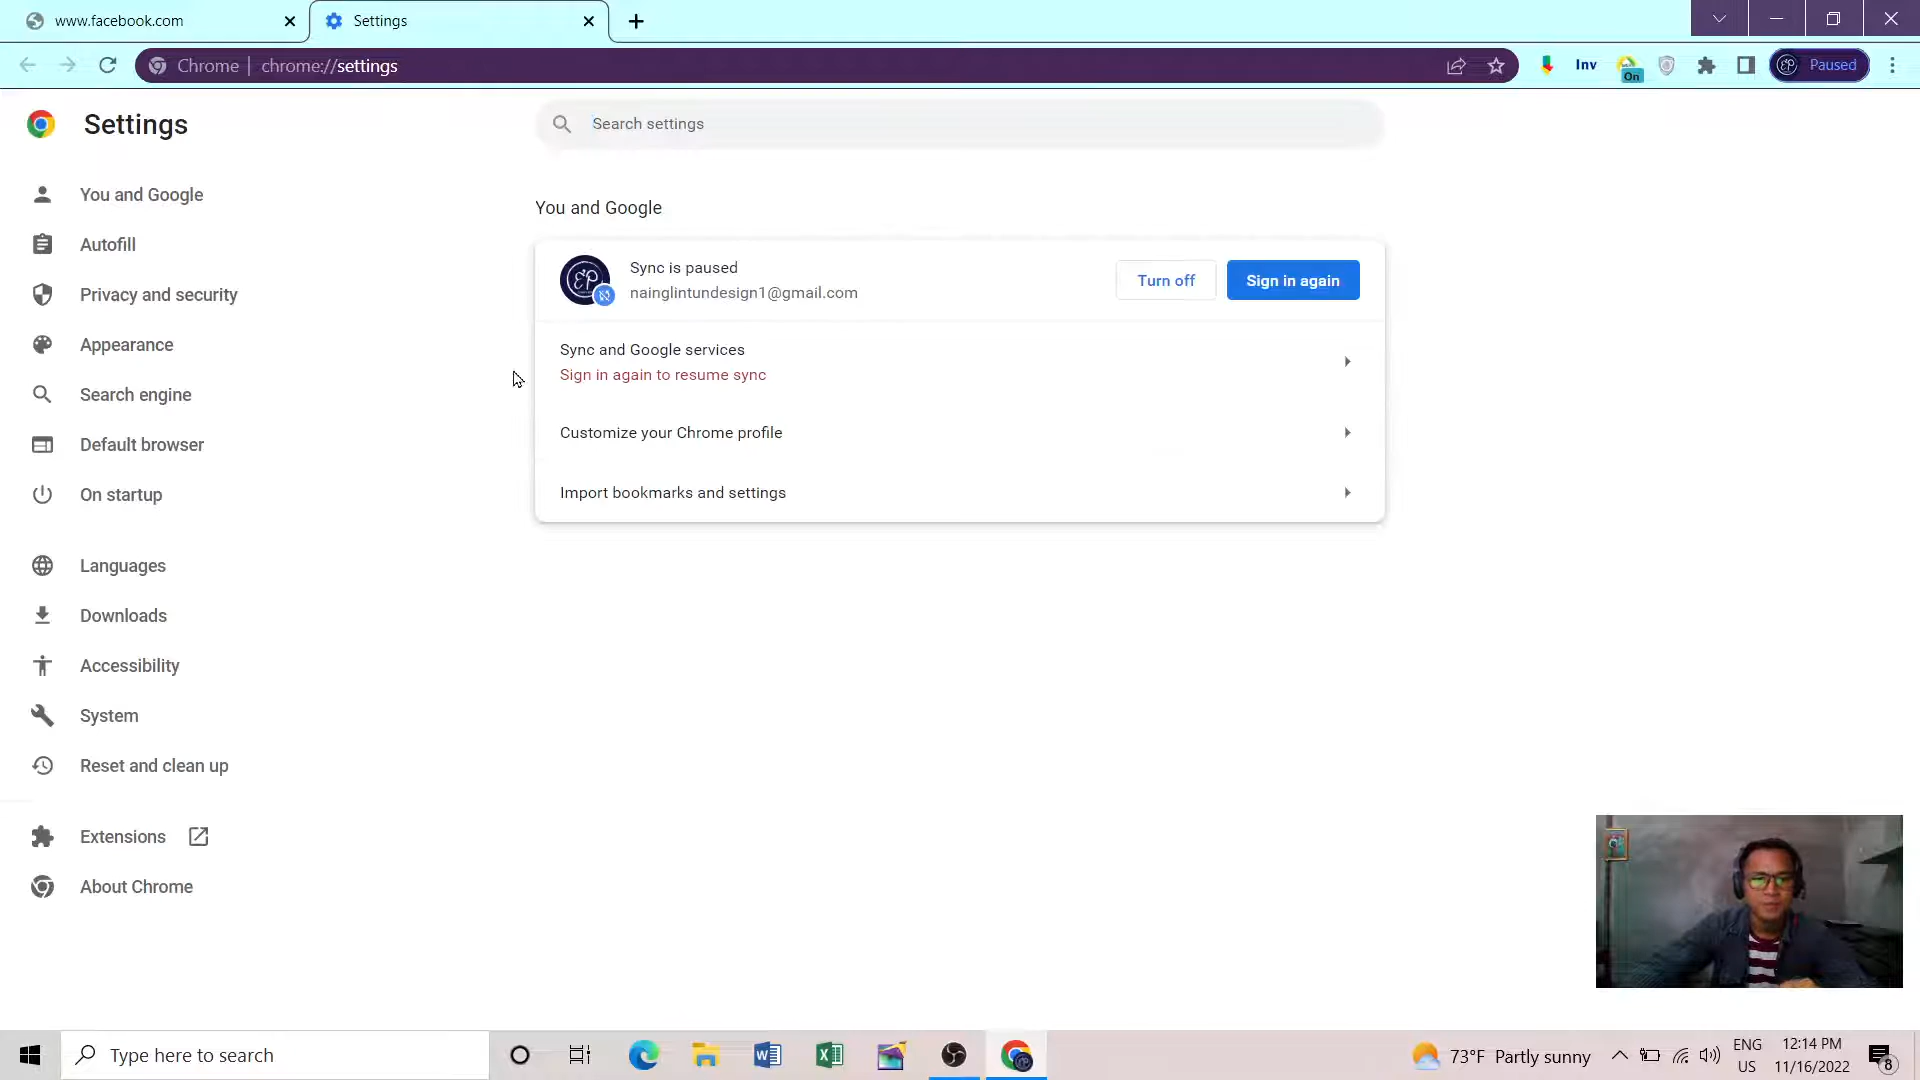 www.facebook.com
Settings
Chrome | chrome://settings
Inv
On
Paused
Settings
Search settings
You and Google
Autofill
Privacy and security
Appearance
Search engine
Default browser
On startup
Languages
Downloads
Accessibility
System
Reset and clean up
Extensions
About Chrome
You and Google
Sync is paused
nainglintundesign1@gmail.com
Turn off
Sign in again
Sync and Google services
Sign in again to resume sync
Customize your Chrome profile
Import bookmarks and settings
Type here to search
73°F Partly sunny
ENG
US
12:14 PM
11/16/2022
8